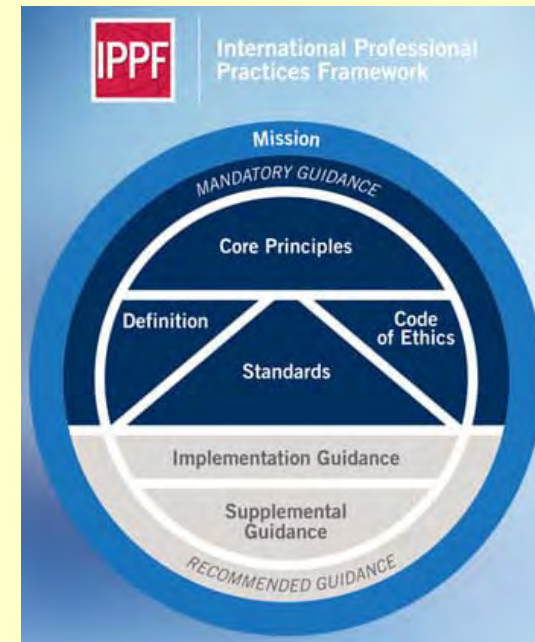 IPPF
International Professional
Practices Framework
Mission
MANDATORY GUIDANCE
Core Principles
Definition
Code
of Ethics
Standards
Implementation Guidance
Supplemental
Guidance
RECOMMENDED GUIDANCE